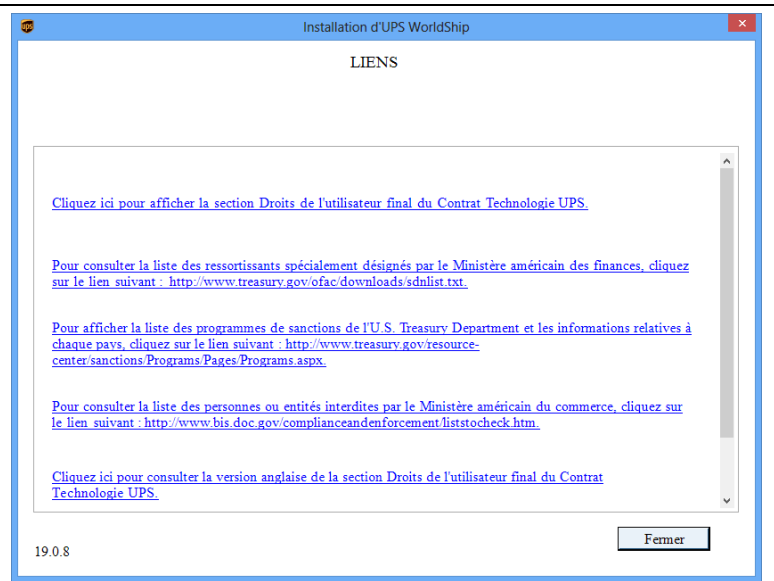 ups
Installation d'UPS WorldShip
LIENS
Cliquez ici pour afficher la section Droits de l'utilisateur final du Contrat Technologie UPS.
Pour consulter la liste des ressortissants spécialement désignés par le Ministère américain des finances, cliquez
sur le lien suivant : http://www.treasury.gov/ofac/downloads/sdnlist.txt.
Pour afficher la liste des programmes de sanctions de l'U.S. Treasury Department et les informations relatives à
chaque pays, cliquez sur le lien suivant : http://www.treasury.gov/resource-
center/sanctions/Programs/Pages/Programs.aspx.
Pour consulter la liste des personnes ou entités interdites par le Ministère américain du commerce, cliquez sur
le lien suivant : http://www.bis.doc.gov/complianceandenforcement/liststocheck.htm.
Cliquez ici pour consulter la version anglaise de la section Droits de l'utilisateur final du Contrat
Technologie UPS.
Fermer
19.0.8